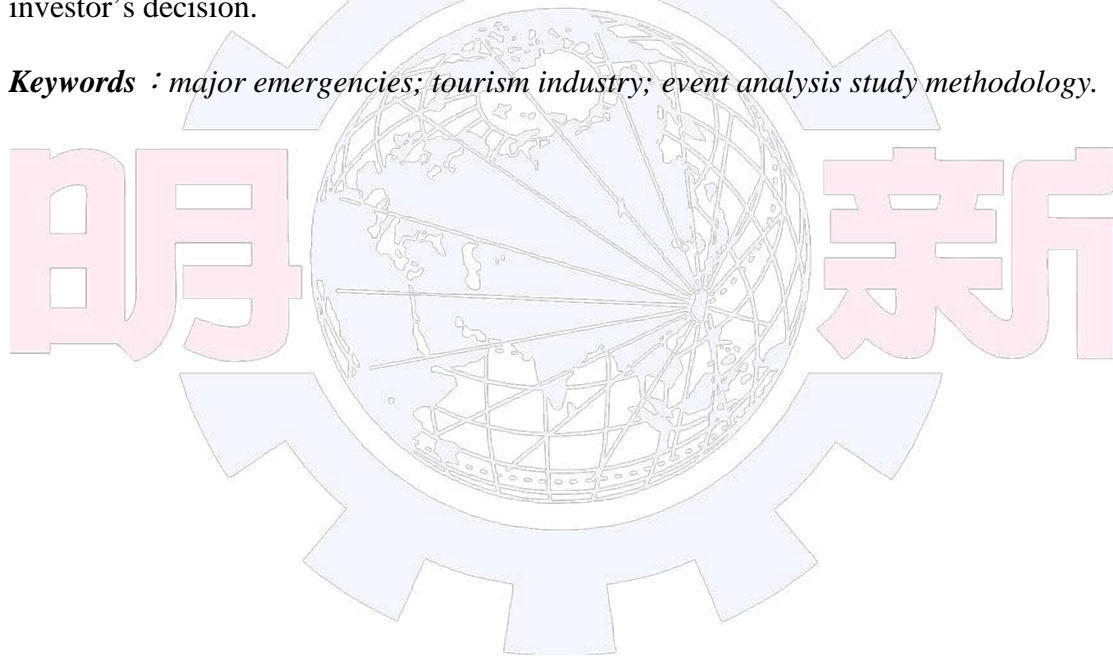 investor’s decision.
Keywords：major emergencies; tourism industry; event analysis study methodology.
明 新